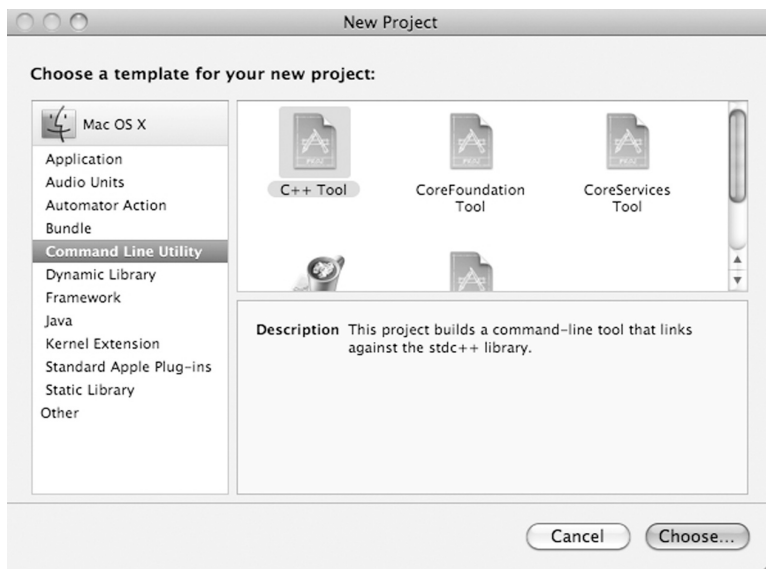 New Project
Choose a template for your new project:
Mac OS X
Application
Audio Units
Automator Action
Bundle
Command Line Utility
Dynamic Library
Framework
Java
Kernel Extension
Standard Apple Plug-ins
Static Library
Other
C++ Tool
CoreFoundation
Tool
CoreServices
Tool
Description This project builds a command-line tool that links
against the stdc++ library.
Cancel
Choose...